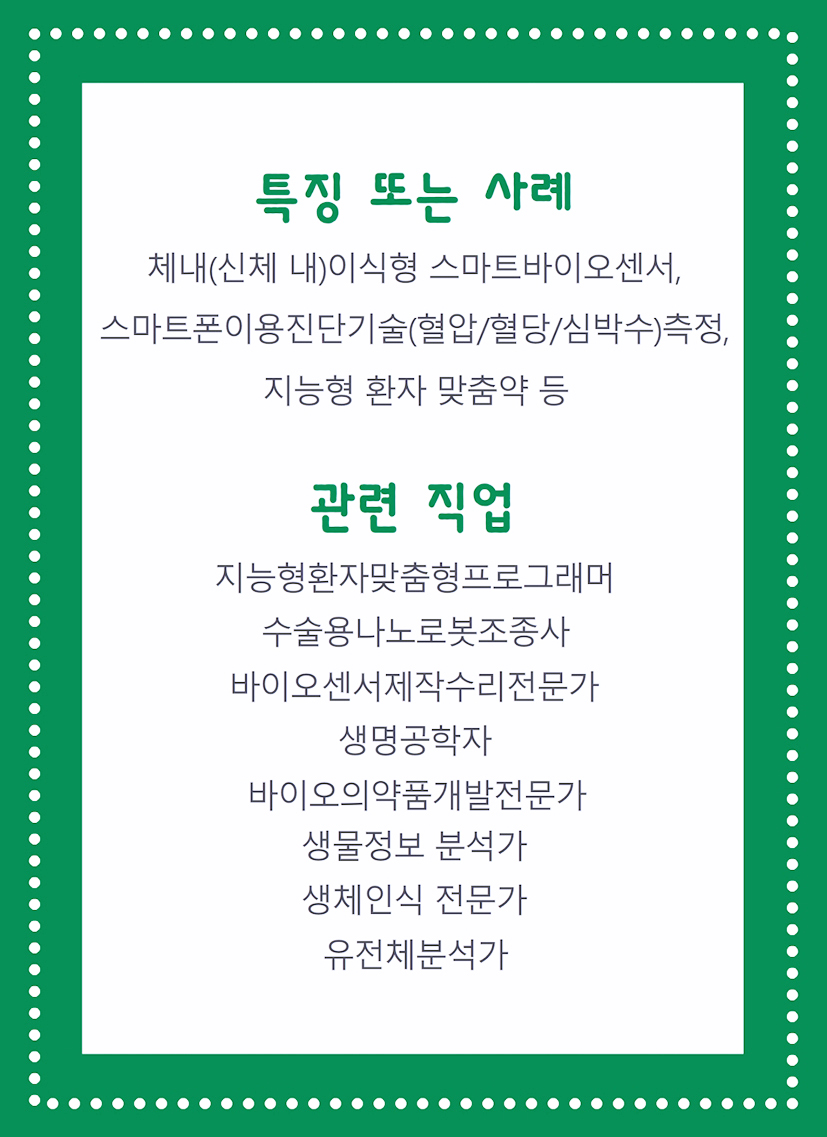 특징 또는 사례
체내(신체 내)이식형 스마트바이오센서,
스마트폰이용진단기술(혈압/혈당/심박수)측정,
지능형 환자 맞춤약 등
관련 직업
지능형환자맞춤형프로그래머
수술용나노로봇조종사
바이오센서제작수리전문가
생명공학자
바이오의약품개발전문가
생물정보 분석가
생체인식 전문가
유전체분석가